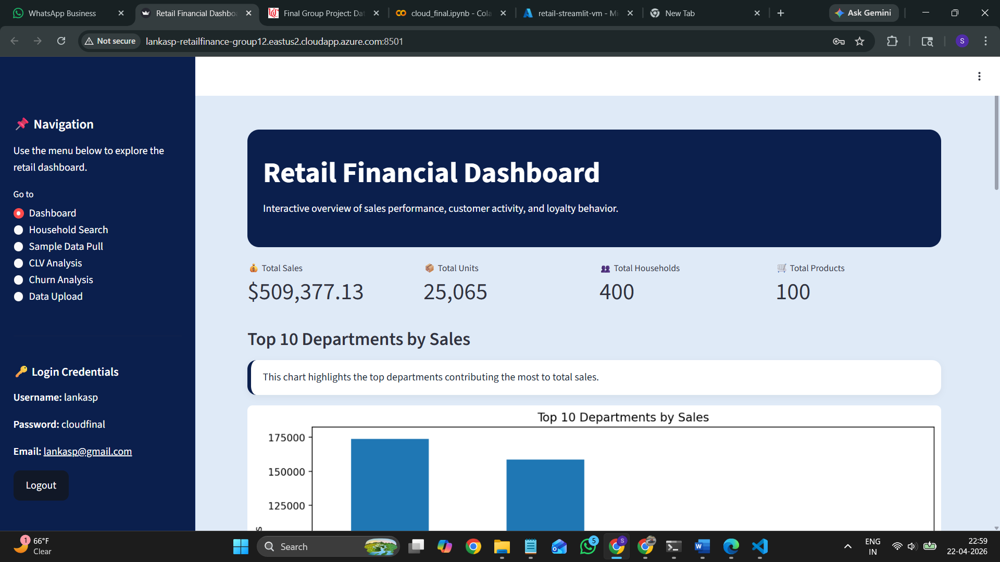 WhatsApp Business
Retail Financial Dashboa
Final Group Project: Dat
cloud_final.ipynb - Cola
retail-streamlit-vm - Mi
New Tab
Ask Gemini
Not secure
lankasp-retailfinance-group12.eastus2.cloudapp.azure.com:8501
S
📌 Navigation
Use the menu below to explore the
retail dashboard.
Go to
Dashboard
Household Search
Sample Data Pull
CLV Analysis
Churn Analysis
Data Upload
🔑 Login Credentials
Username: lankasp
Password: cloudfinal
Email: lankasp@gmail.com
Logout
Retail Financial Dashboard
Interactive overview of sales performance, customer activity, and loyalty behavior.
💰 Total Sales
$509,377.13
📦 Total Units
25,065
👥 Total Households
400
🛒 Total Products
100
Top 10 Departments by Sales
This chart highlights the top departments contributing the most to total sales.
Top 10 Departments by Sales
175000
150000
125000
1
66°F
Clear
Search
5
S
ENG
IN
22:59
22-04-2026